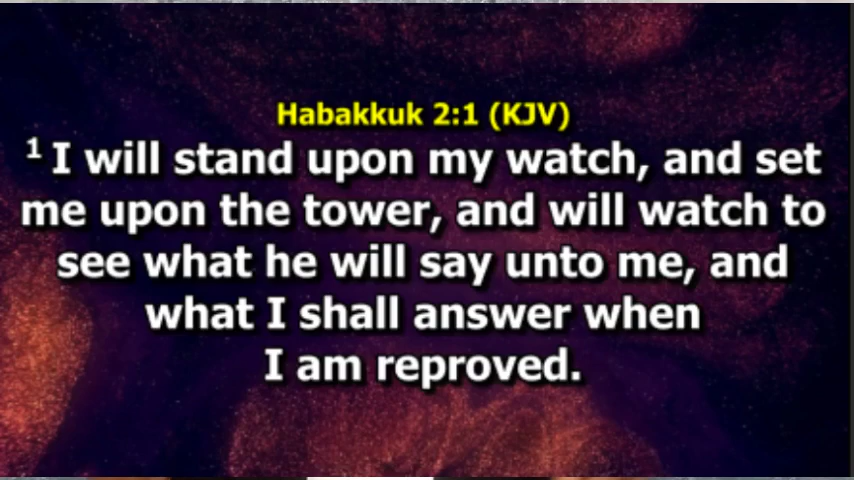 Habakkuk 2:1 (KJV)
1 I will stand upon my watch, and set
me upon the tower, and will watch to
see what he will say unto me, and
what I shall answer when
I am reproved.